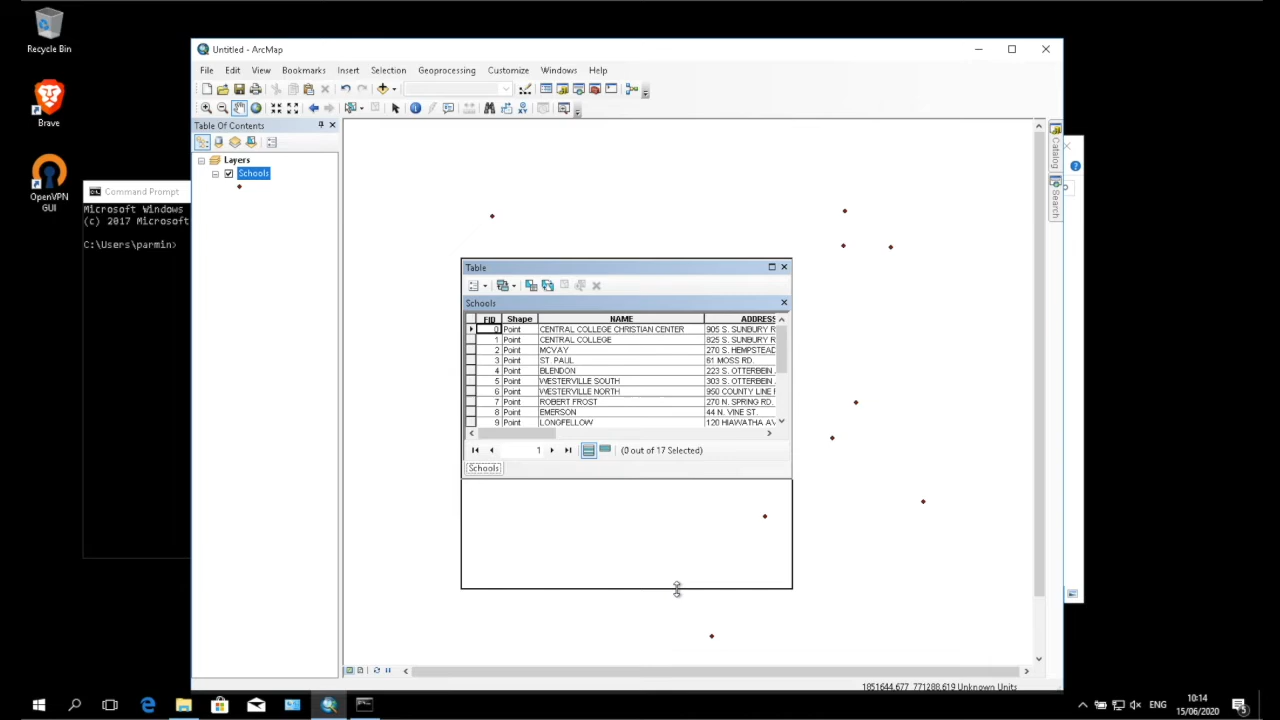 Recycle Bin
Brave
OpenVPN
GUI
Command Prompt
Microsoft Windows
(c) 2017 Microsoft
C:\Users\parmin>
Untitled - ArcMap
File Edit View Bookmarks Insert Selection Geoprocessing Customize Windows Help
Table Of Contents
Layers
Schools
Catalog
Search
Table
Schools
FID Shape NAME ADDRESS
0 Point CENTRAL COLLEGE CHRISTIAN CENTER 905 S. SUNBURY R
1 Point CENTRAL COLLEGE 825 S. SUNBURY R
2 Point MCVAY 270 S. HEMPSTEAD
3 Point ST. PAUL 61 MOSS RD.
4 Point BLENDON 223 S. OTTERBEIN
5 Point WESTERVILLE SOUTH 303 S. OTTERBEIN
6 Point WESTERVILLE NORTH 950 COUNTY LINE
7 Point ROBERT FROST 270 N. SPRING RD.
8 Point EMERSON 44 N. VINE ST.
9 Point LONGFELLOW 120 HIAWATHA AV
1
(0 out of 17 Selected)
Schools
1851644.677 771288.619 Unknown Units
ENG
10:14
15/06/2020
5